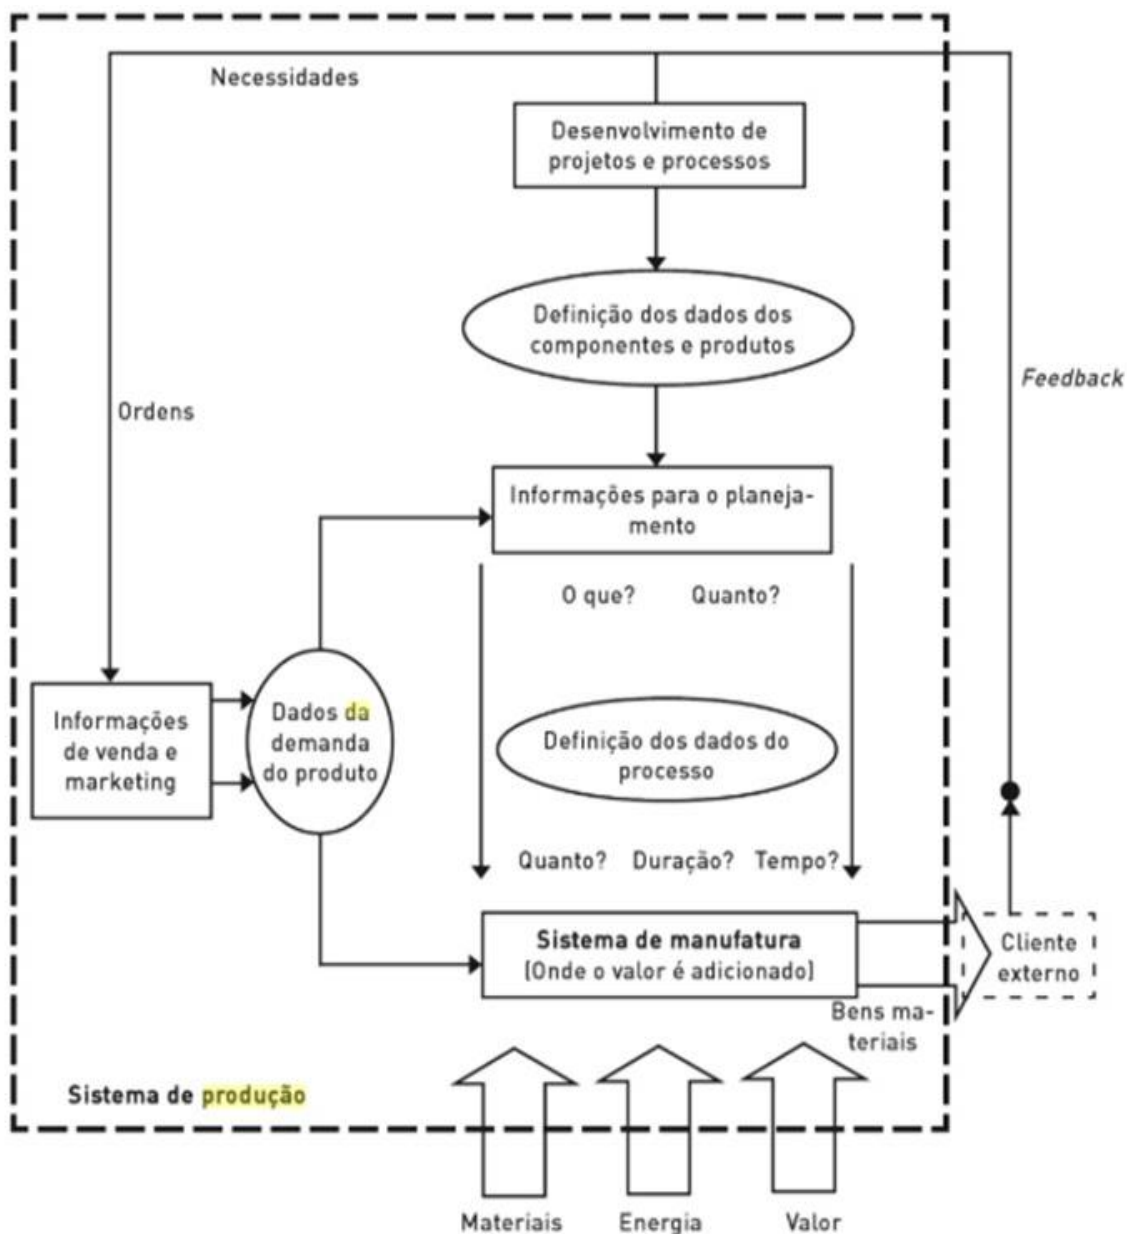 Necessidades
Desenvolvimento de
projetos e processos
Definição dos dados dos
componentes e produtos
Feedback
Ordens
Informações para o planeja-
mento
O que? Quanto?
Informações
de venda e
marketing
Dados da
demanda
do produto
Definição dos dados do
processo
Quanto? Duração? Tempo?
Sistema de manufatura
(Onde o valor é adicionado)
Cliente
externo
Bens ma-
teriais
Sistema de produção
Materiais Energia Valor